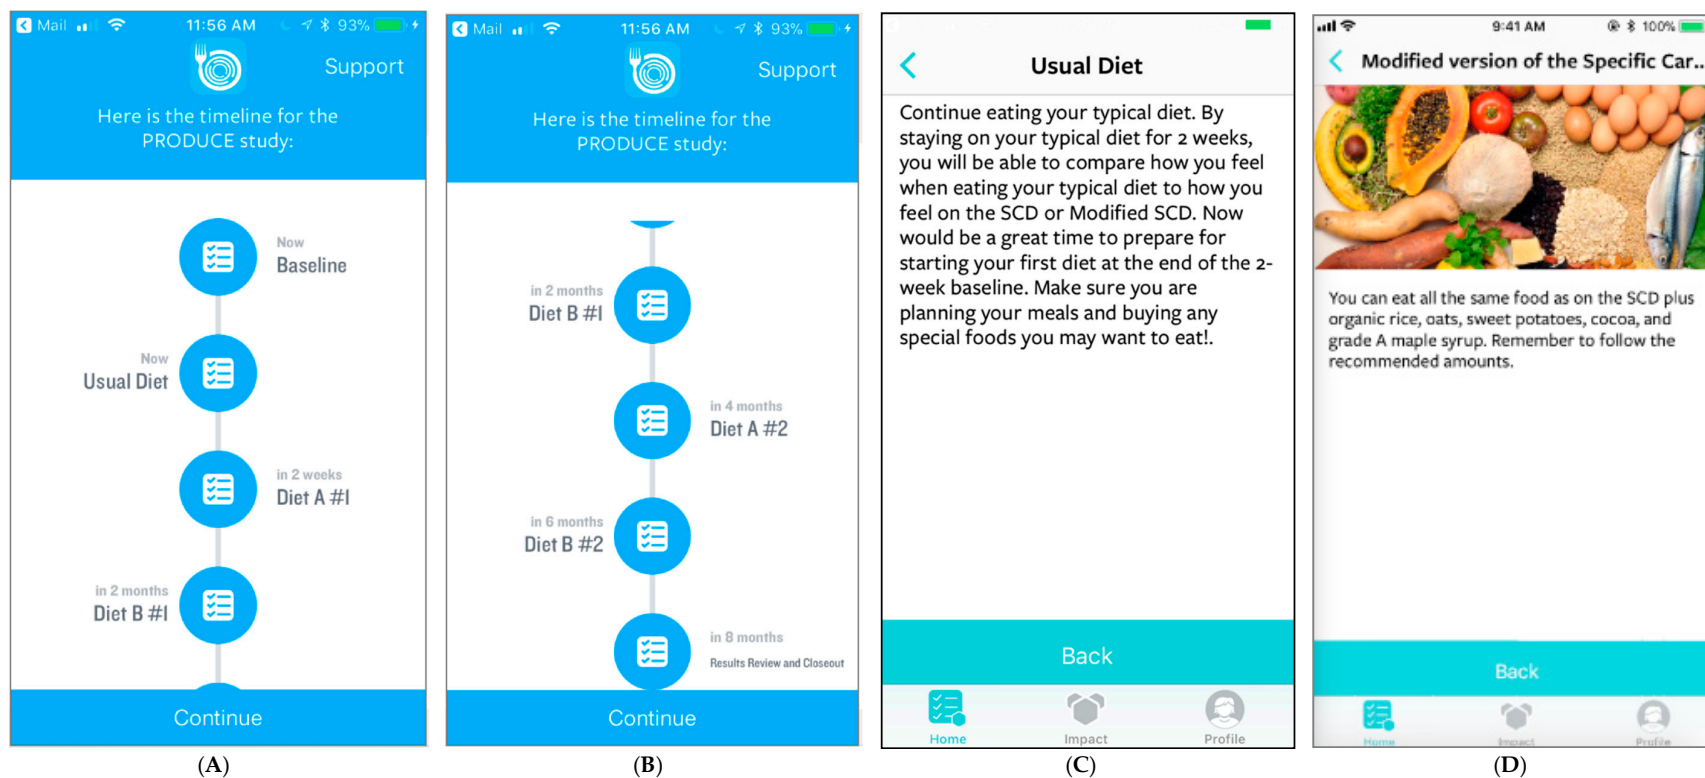 Mail
11:56 AM
93%
Support
Here is the timeline for the
PRODUCE study:
Now
Baseline
Now
Usual Diet
in 2 weeks
Diet A #1
in 2 months
Diet B #1
Continue
(A)
Mail
11:56 AM
93%
Support
Here is the timeline for the
PRODUCE study:
in 2 months
Diet B #1
in 4 months
Diet A #2
in 6 months
Diet B #2
in 8 months
Results Review and Closeout
Continue
(B)
Usual Diet
Continue eating your typical diet. By
staying on your typical diet for 2 weeks,
you will be able to compare how you feel
when eating your typical diet to how you
feel on the SCD or Modified SCD. Now
would be a great time to prepare for
starting your first diet at the end of the 2-
week baseline. Make sure you are
planning your meals and buying any
special foods you may want to eat!.
Back
Home
Impact
Profile
(C)
9:41 AM
100%
Modified version of the Specific Car...
You can eat all the same food as on the SCD plus
organic rice, oats, sweet potatoes, cocoa, and
grade A maple syrup. Remember to follow the
recommended amounts.
Back
Home
Impact
Profile
(D)